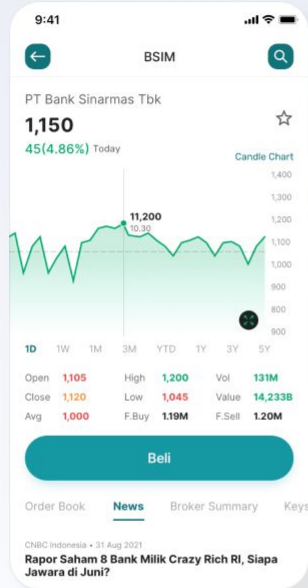 9:41
BSIM
PT Bank Sinarmas Tbk
1,150
45(4.86%) Today
Candle Chart
1,400
1,300
11,200
10.30
1,200
1,100
1,000
900
800
900
1D 1W 1M 3M YTD 1Y 3Y 5Y
Open 1,105 High 1,200 Vol 131M
Close 1,120 Low 1,045 Value 14,233B
Avg 1,000 F.Buy 1.19M F.Sell 1.20M
Beli
Order Book News Broker Summary Keys
CNBC Indonesia • 31 Aug 2021
Rapor Saham 8 Bank Milik Crazy Rich RI, Siapa
Jawara di Juni?